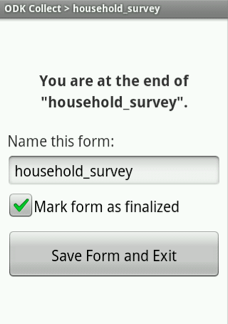 ODK Collect > household_survey
You are at the end of
"household_survey".
Name this form:
household_survey
Mark form as finalized
Save Form and Exit